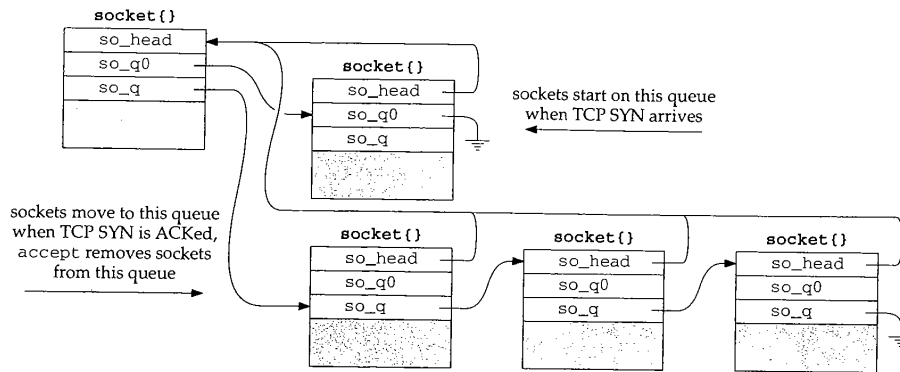 socket{}
so_head
so_q0
so_q
socket{}
so_head
so_q0
so_q
sockets start on this queue
when TCP SYN arrives
sockets move to this queue
when TCP SYN is ACKed,
accept removes sockets
from this queue
socket{}
so_head
so_q0
so_q
socket{}
so_head
so_q0
so_q
socket{}
so_head
so_q0
so_q